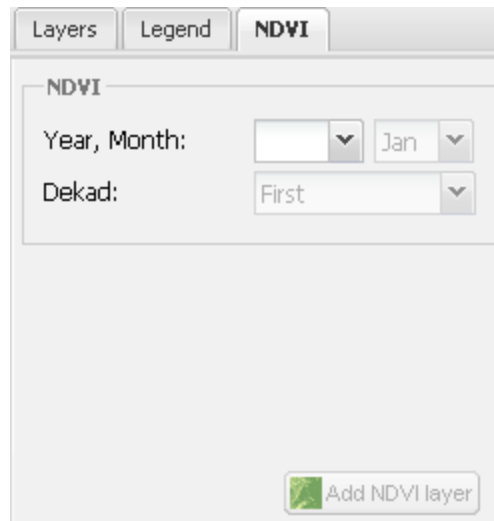 Layers Legend NDVI
NDVI
Year, Month: Jan
Dekad: First
Add NDVI layer